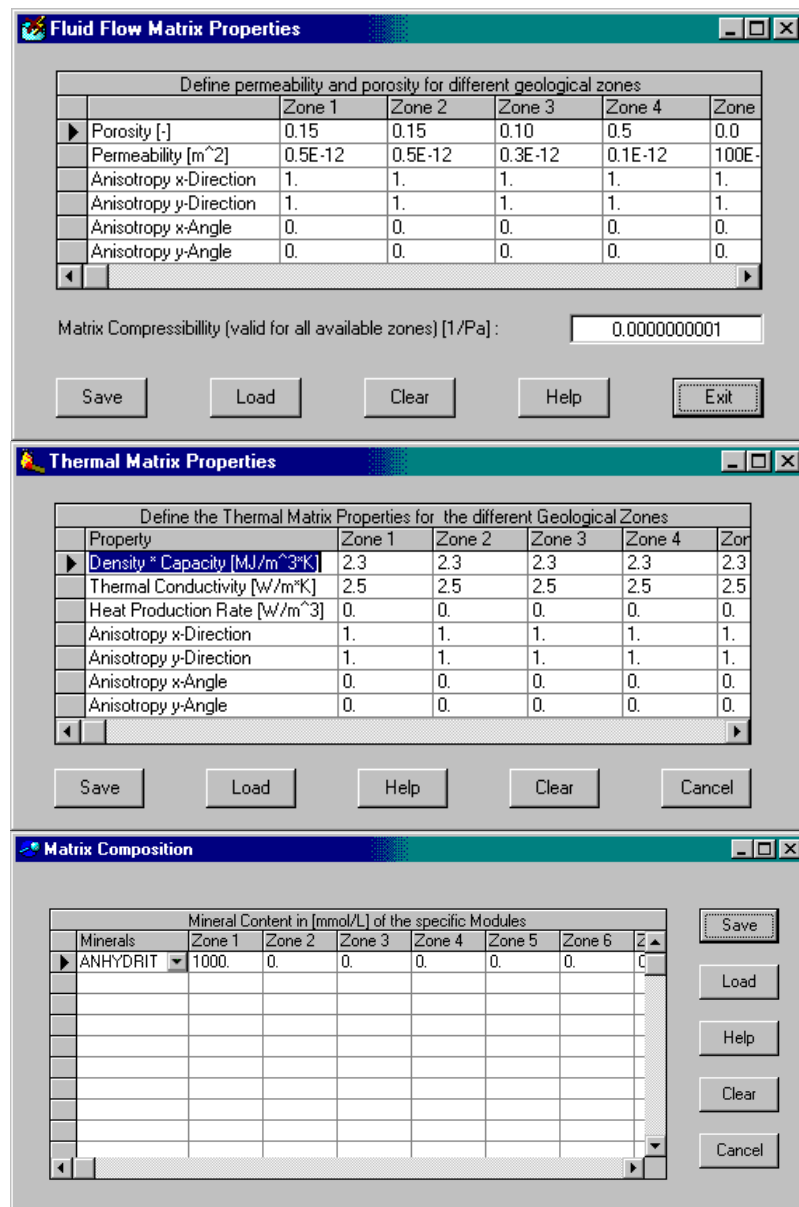 Fluid Flow Matrix Properties
Define permeability and porosity for different geological zones
Zone 1 Zone 2 Zone 3 Zone 4 Zone
Porosity [-] 0.15 0.15 0.10 0.5 0.0
Permeability [m^2] 0.5E-12 0.5E-12 0.3E-12 0.1E-12 100E-
Anisotropy x-Direction 1. 1. 1. 1. 1.
Anisotropy y-Direction 1. 1. 1. 1. 1.
Anisotropy x-Angle 0. 0. 0. 0. 0.
Anisotropy y-Angle 0. 0. 0. 0. 0.
Matrix Compressibillity (valid for all available zones) [1/Pa] : 0.0000000001
Save Load Clear Help Exit
Thermal Matrix Properties
Define the Thermal Matrix Properties for the different Geological Zones
Property Zone 1 Zone 2 Zone 3 Zone 4 Zor
Density * Capacity [MJ/m^3*K] 2.3 2.3 2.3 2.3 2.3
Thermal Conductivity [W/m*K] 2.5 2.5 2.5 2.5 2.5
Heat Production Rate [W/m^3] 0. 0. 0. 0. 0.
Anisotropy x-Direction 1. 1. 1. 1. 1.
Anisotropy y-Direction 1. 1. 1. 1. 1.
Anisotropy x-Angle 0. 0. 0. 0. 0.
Anisotropy y-Angle 0. 0. 0. 0. 0.
Save Load Help Clear Cancel
Matrix Composition
Mineral Content in [mmol/L] of the specific Modules
Minerals Zone 1 Zone 2 Zone 3 Zone 4 Zone 5 Zone 6 Z
ANHYDRIT 1000. 0. 0. 0. 0. 0. 0
Save
Load
Help
Clear
Cancel